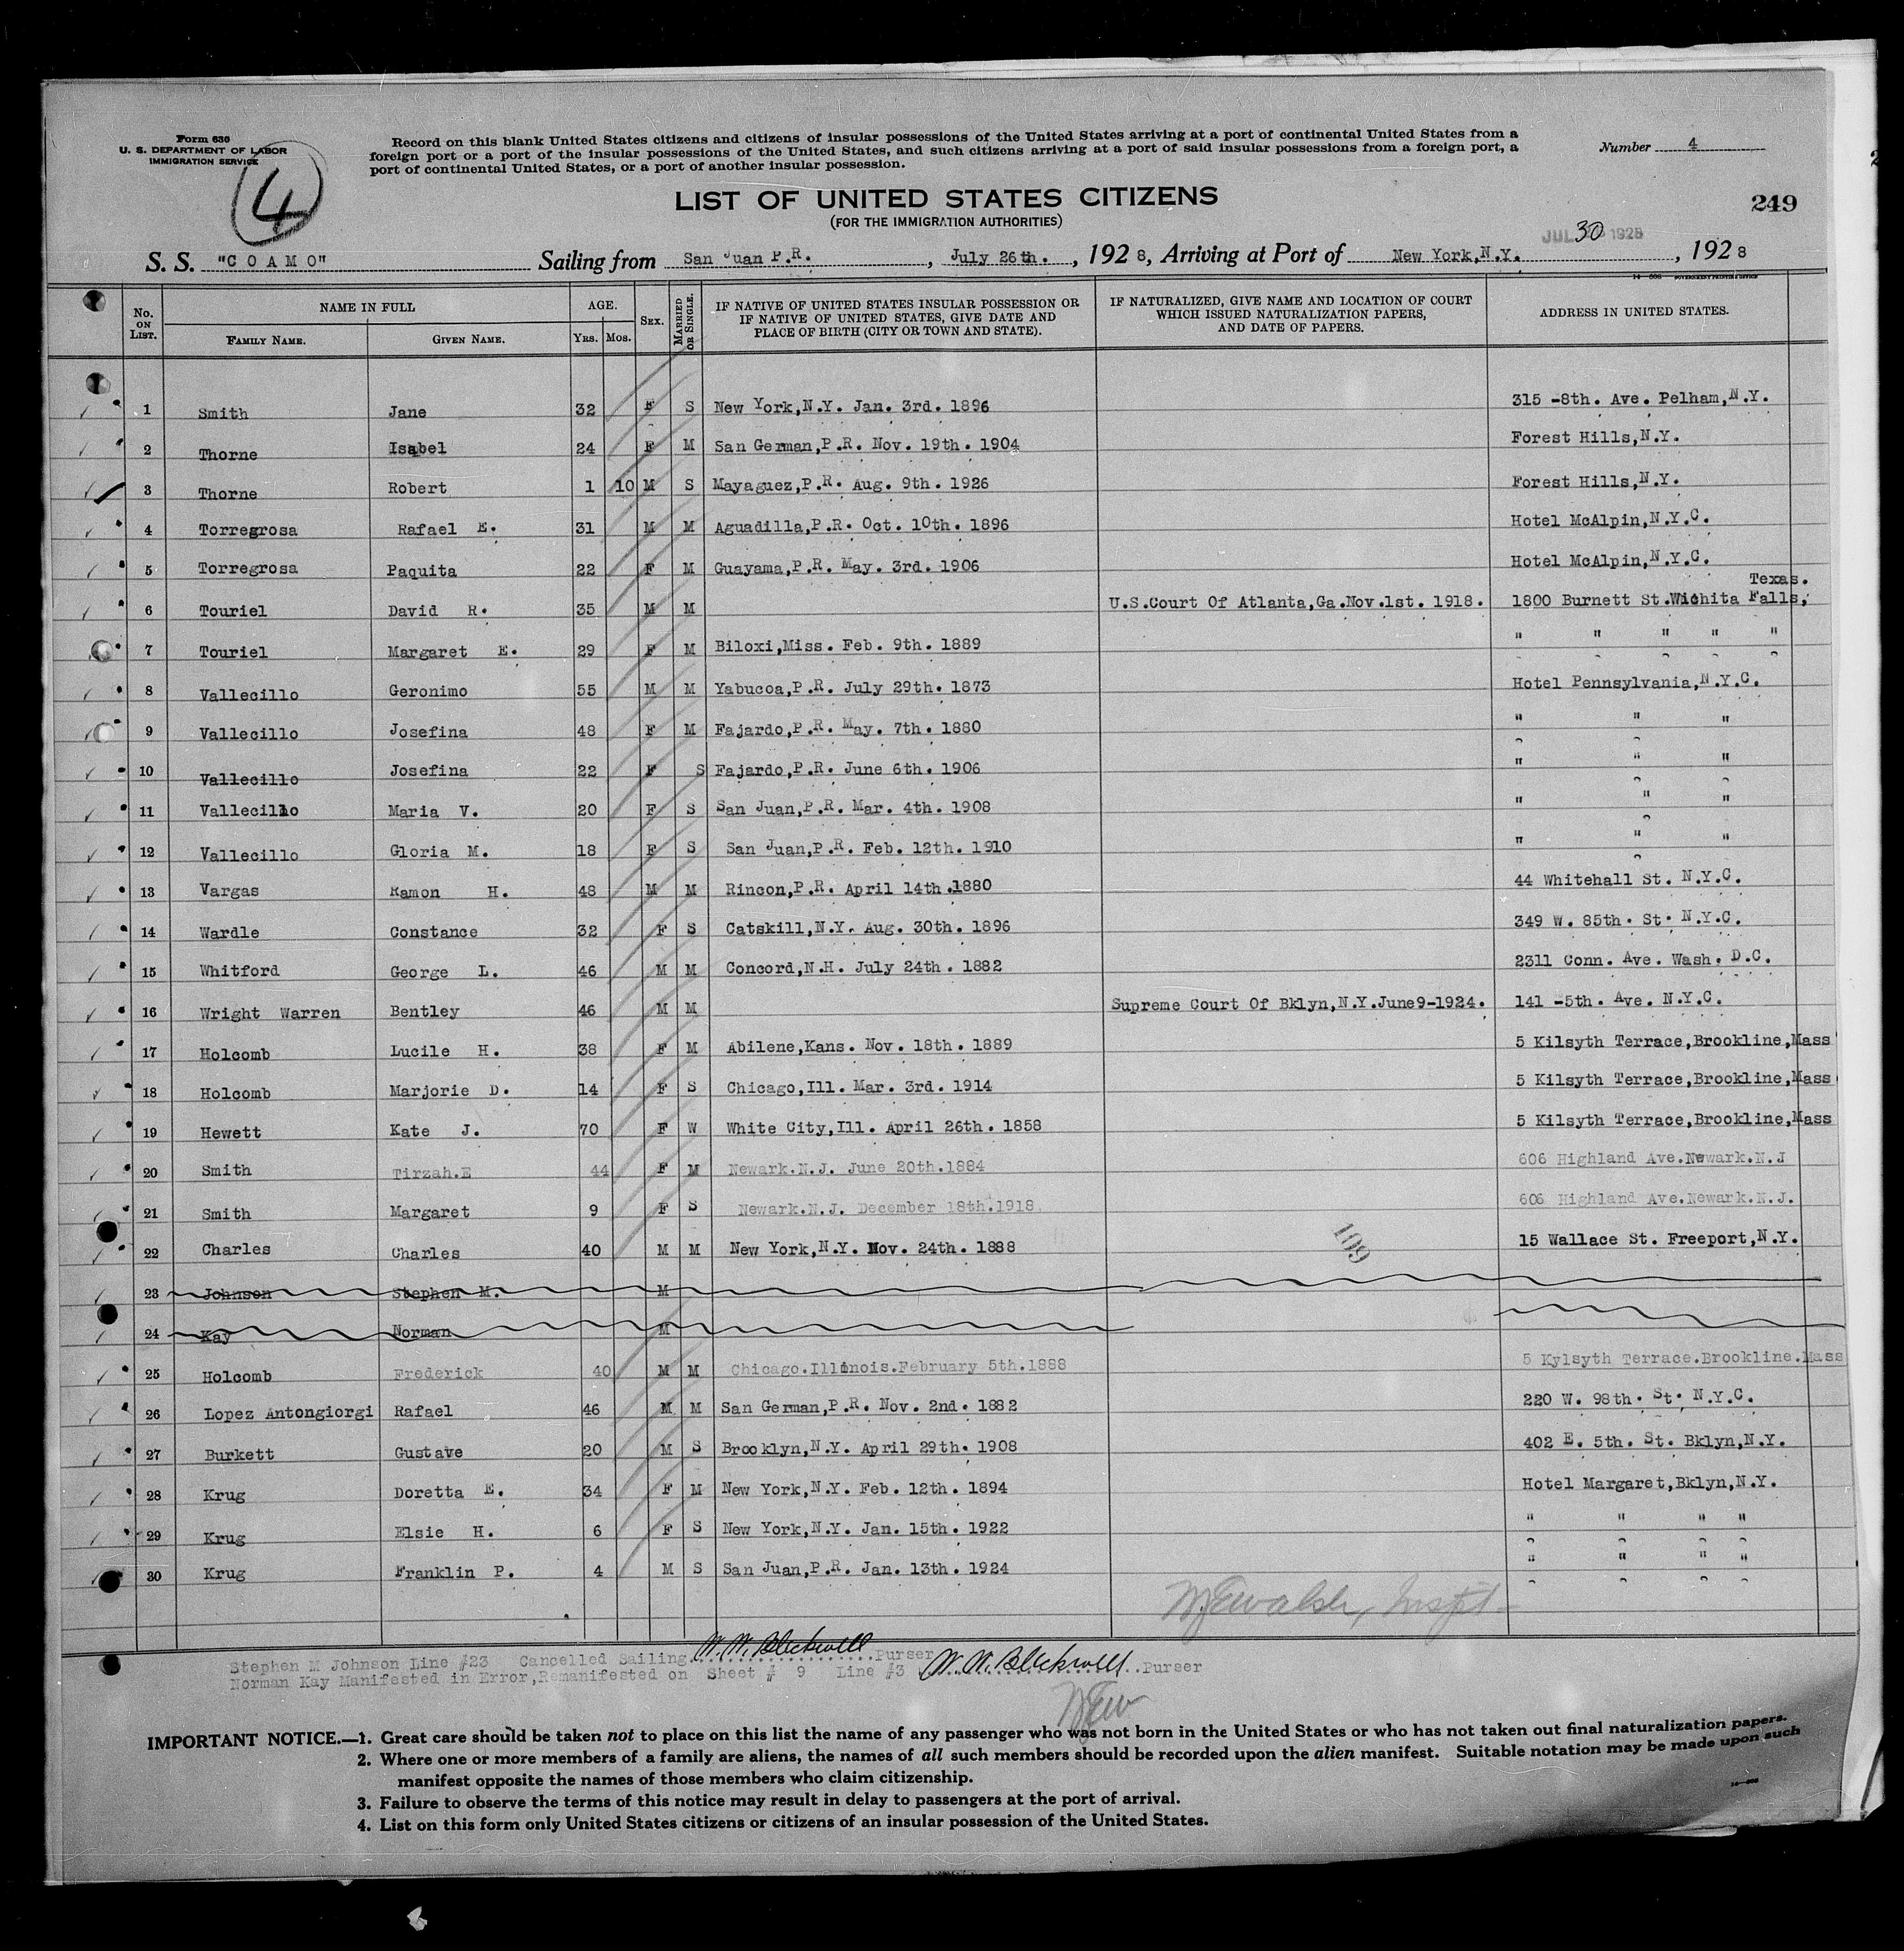 Form 630
U. S. DEPARTMENT OF LABOR
IMMIGRATION SERVICE
4
Record on this blank United States citizens and citizens of insular possessions of the United States arriving at a port of continental United States from a
foreign port or a port of the insular possessions of the United States, and such citizens arriving at a port of said insular possessions from a foreign port, a
port of continental United States, or a port of another insular possession.
Number 4
LIST OF UNITED STATES CITIZENS
(FOR THE IMMIGRATION AUTHORITIES)
249
JUL 30 1928
S. S. "C O A M O" Sailing from San Juan P.R. , July 26th. , 192 8, Arriving at Port of New York,N.Y. , 192 8
No. ON LIST. NAME IN FULL AGE. SEX. MARRIED OR SINGLE. IF NATIVE OF UNITED STATES INSULAR POSSESSION OR IF NATIVE OF UNITED STATES, GIVE DATE AND PLACE OF BIRTH (CITY OR TOWN AND STATE). IF NATURALIZED, GIVE NAME AND LOCATION OF COURT WHICH ISSUED NATURALIZATION PAPERS, AND DATE OF PAPERS. ADDRESS IN UNITED STATES.
FAMILY NAME. GIVEN NAME. YRS. MOS.
1 Smith Jane 32 F S New York,N.Y. Jan. 3rd. 1896 315 -8th. Ave. Pelham,N.Y.
2 Thorne Isabel 24 F M San German,P.R. Nov. 19th. 1904 Forest Hills,N.Y.
3 Thorne Robert 1 10 M S Mayaguez,P.R. Aug. 9th. 1926 Forest Hills,N.Y.
4 Torregrosa Rafael E. 31 M M Aguadilla,P.R. Oct. 10th. 1896 Hotel McAlpin,N.Y.C.
5 Torregrosa Paquita 22 F M Guayama,P.R. May. 3rd. 1906 Hotel McAlpin,N.Y.C.
Texas.
6 Touriel David R. 35 M M U.S.Court Of Atlanta,Ga.Nov.1st. 1918. 1800 Burnett St.Wichita Falls,
7 Touriel Margaret E. 29 F M Biloxi,Miss. Feb. 9th. 1889 " " " " "
8 Vallecillo Geronimo 55 M M Yabucoa,P.R. July 29th. 1873 Hotel Pennsylvania,N.Y.C.
9 Vallecillo Josefina 48 F M Fajardo,P.R. May. 7th. 1880 " " "
10 Vallecillo Josefina 22 F S Fajardo,P.R. June 6th. 1906 " " "
11 Vallecillo Maria V. 20 F S San Juan,P.R. Mar. 4th. 1908 " " "
12 Vallecillo Gloria M. 18 F S San Juan,P.R. Feb. 12th. 1910 " " "
13 Vargas Ramon H. 48 M M Rincon,P.R. April 14th.1880 44 Whitehall St. N.Y.C.
14 Wardle Constance 32 F S Catskill,N.Y. Aug. 30th. 1896 349 W. 85th. St. N.Y.C.
15 Whitford George L. 46 M M Concord,N.H. July 24th. 1882 2311 Conn. Ave. Wash. D.C.
16 Wright Warren Bentley 46 M M Supreme Court Of Bklyn,N.Y.June9-1924. 141 -5th. Ave. N.Y.C.
17 Holcomb Lucile H. 38 F M Abilene,Kans. Nov. 18th. 1889 5 Kilsyth Terrace,Brookline,Mass
18 Holcomb Marjorie D. 14 F S Chicago,Ill. Mar. 3rd. 1914 5 Kilsyth Terrace,Brookline,Mass
19 Hewett Kate J. 70 F W White City,Ill. April 26th. 1858 5 Kilsyth Terrace,Brookline,Mass
20 Smith Tirzah.E 44 F M Newark.N.J. June 20th.1884 606 Highland Ave.Newark.N.J
21 Smith Margaret 9 F S Newark.N.J. December 18th.1918 606 Highland Ave.Newark.N.J.
22 Charles Charles 40 M M New York,N.Y. Nov. 24th. 1888 15 Wallace St. Freeport,N.Y.
109
23 Johnson Stephen M. M
24 Kay Norman M
25 Holcomb Frederick 40 M M Chicago.Illinois.February 5th.1888 5 Kylsyth Terrace.Brookline.Mass
26 Lopez Antongiorgi Rafael 46 M M San German,P.R. Nov. 2nd. 1882 220 W. 98th. St. N.Y.C.
27 Burkett Gustave 20 M S Brooklyn,N.Y. April 29th. 1908 402 E. 5th. St. Bklyn,N.Y.
28 Krug Doretta E. 34 F M New York,N.Y. Feb. 12th. 1894 Hotel Margaret,Bklyn,N.Y.
29 Krug Elsie H. 6 F S New York,N.Y. Jan. 15th. 1922 " " " "
30 Krug Franklin P. 4 M S San Juan,P.R. Jan. 13th. 1924 " " " "
Stephen M Johnson Line #23 Cancelled Sailing W. W. Blackwell Purser
Norman Kay Manifested in Error,Remanifested on Sheet # 9 Line #3 W. W. Blackwell Purser
IMPORTANT NOTICE.—1. Great care should be taken not to place on this list the name of any passenger who was not born in the United States or who has not taken out final naturalization papers.
2. Where one or more members of a family are aliens, the names of all such members should be recorded upon the alien manifest. Suitable notation may be made upon such
manifest opposite the names of those members who claim citizenship.
3. Failure to observe the terms of this notice may result in delay to passengers at the port of arrival.
4. List on this form only United States citizens or citizens of an insular possession of the United States.